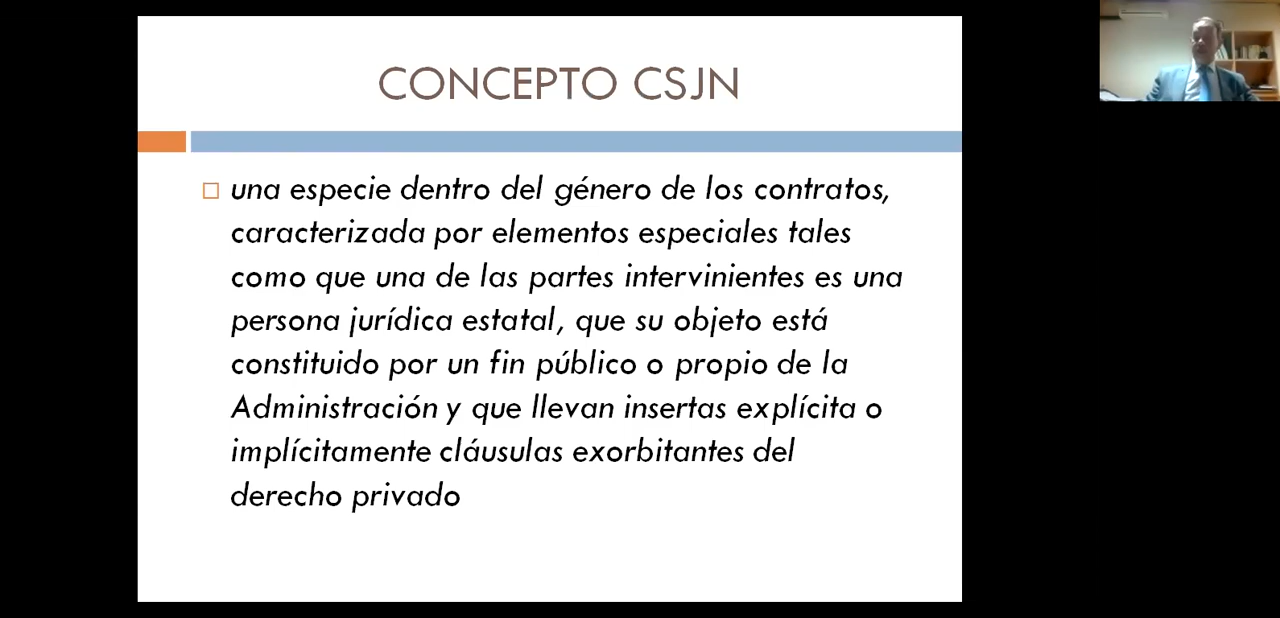 CONCEPTO CSJN
una especie dentro del género de los contratos,
caracterizada por elementos especiales tales
como que una de las partes intervinientes es una
persona jurídica estatal, que su objeto está
constituido por un fin público o propio de la
Administración y que llevan insertas explícita o
implícitamente cláusulas exorbitantes del
derecho privado